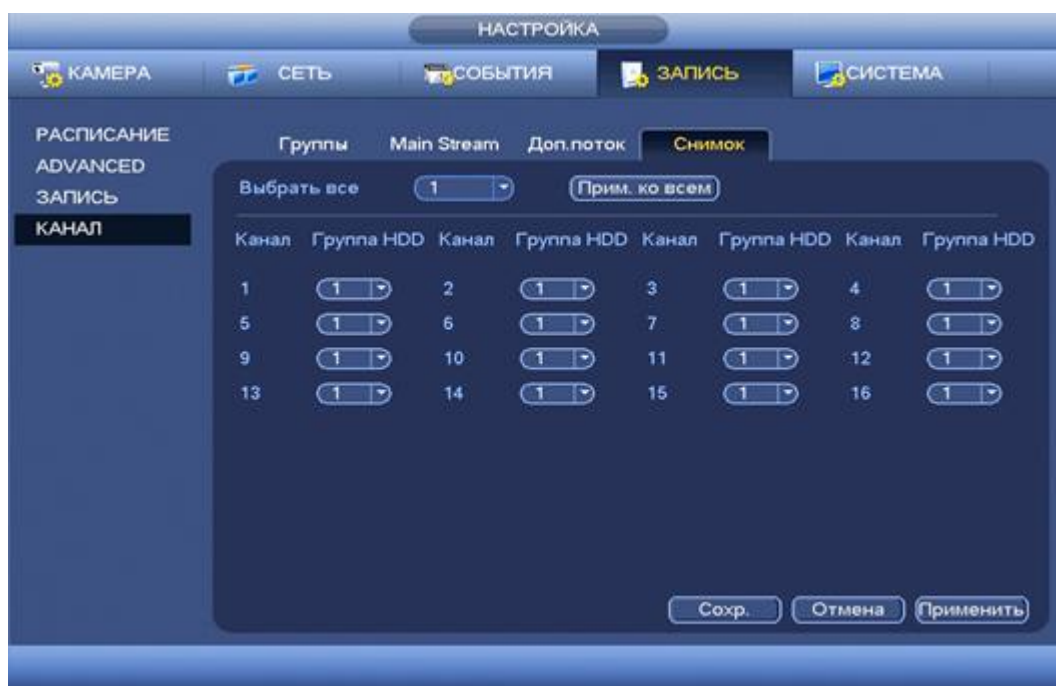 НАСТРОЙКА
КАМЕРА СЕТЬ СОБЫТИЯ ЗАПИСЬ СИСТЕМА
РАСПИСАНИЕ
ADVANCED
ЗАПИСЬ
КАНАЛ
Группы Main Stream Доп.поток Снимок
Выбрать все 1 Прим. ко всем
Канал Группа HDD Канал Группа HDD Канал Группа HDD Канал Группа HDD
1 1 2 1 3 1 4 1
5 1 6 1 7 1 8 1
9 1 10 1 11 1 12 1
13 1 14 1 15 1 16 1
Сохр. Отмена Применить